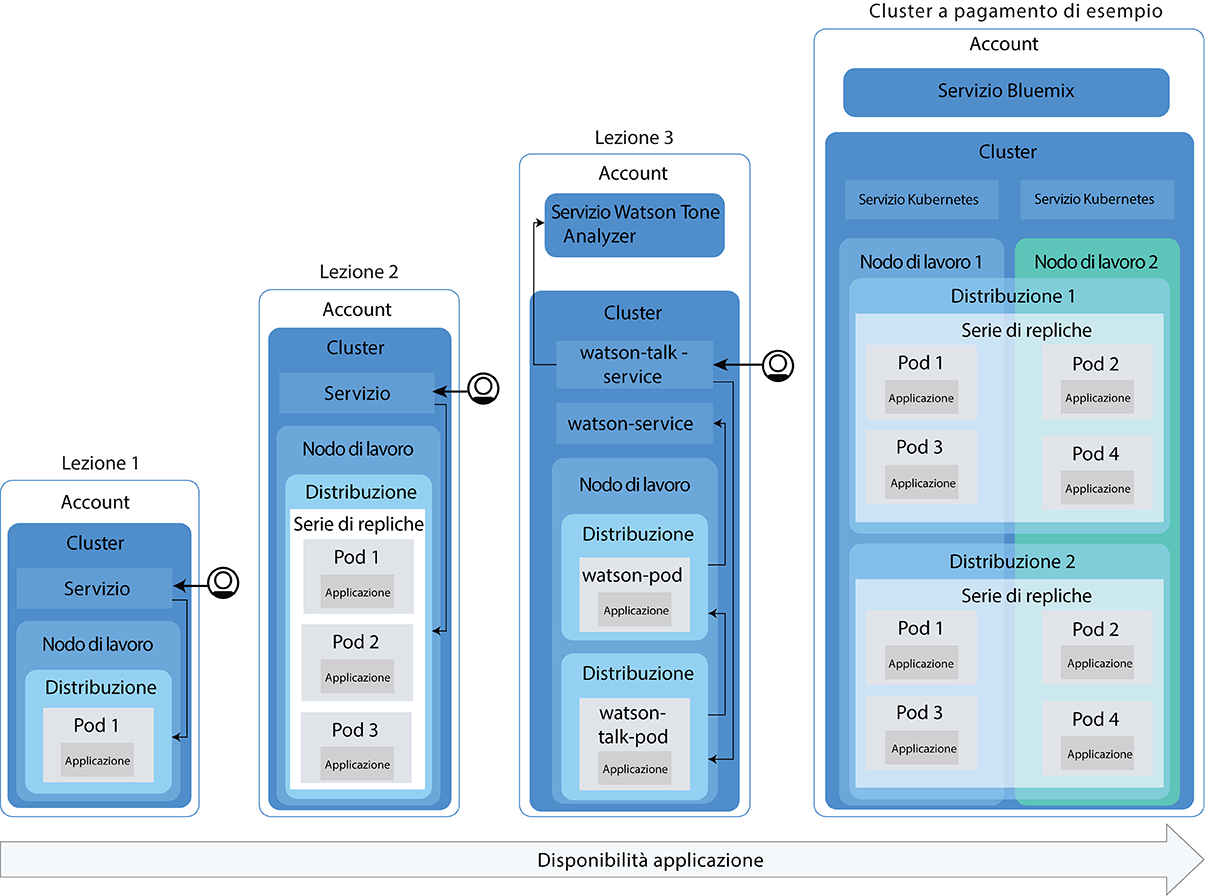 Lezione 1
Account
Cluster
Servizio
Nodo di lavoro
Distribuzione
Pod 1
Applicazione
Lezione 2
Account
Cluster
Servizio
Nodo di lavoro
Distribuzione
Serie di repliche
Pod 1
Applicazione
Pod 2
Applicazione
Pod 3
Applicazione
Lezione 3
Account
Servizio Watson Tone
Analyzer
Cluster
watson-talk -
service
watson-service
Nodo di lavoro
Distribuzione
watson-pod
Applicazione
Distribuzione
watson-
talk-pod
Applicazione
Cluster a pagamento di esempio
Account
Servizio Bluemix
Cluster
Servizio Kubernetes
Servizio Kubernetes
Nodo di lavoro 1
Nodo di lavoro 2
Distribuzione 1
Serie di repliche
Pod 1
Applicazione
Pod 2
Applicazione
Pod 3
Applicazione
Pod 4
Applicazione
Distribuzione 2
Serie di repliche
Pod 1
Applicazione
Pod 2
Applicazione
Pod 3
Applicazione
Pod 4
Applicazione
Disponibilità applicazione